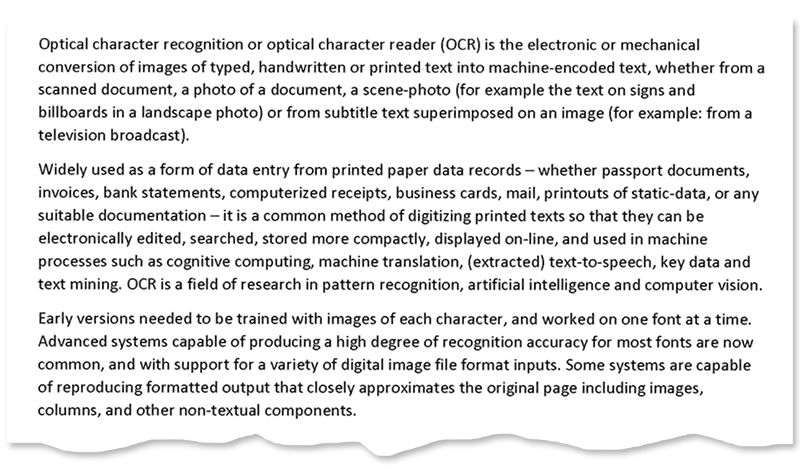 Optical character recognition or optical character reader (OCR) is the electronic or mechanical
conversion of images of typed, handwritten or printed text into machine-encoded text, whether from a
scanned document, a photo of a document, a scene-photo (for example the text on signs and
billboards in a landscape photo) or from subtitle text superimposed on an image (for example: from a
television broadcast).
Widely used as a form of data entry from printed paper data records – whether passport documents,
invoices, bank statements, computerized receipts, business cards, mail, printouts of static-data, or any
suitable documentation – it is a common method of digitizing printed texts so that they can be
electronically edited, searched, stored more compactly, displayed on-line, and used in machine
processes such as cognitive computing, machine translation, (extracted) text-to-speech, key data and
text mining. OCR is a field of research in pattern recognition, artificial intelligence and computer vision.
Early versions needed to be trained with images of each character, and worked on one font at a time.
Advanced systems capable of producing a high degree of recognition accuracy for most fonts are now
common, and with support for a variety of digital image file format inputs. Some systems are capable
of reproducing formatted output that closely approximates the original page including images,
columns, and other non-textual components.